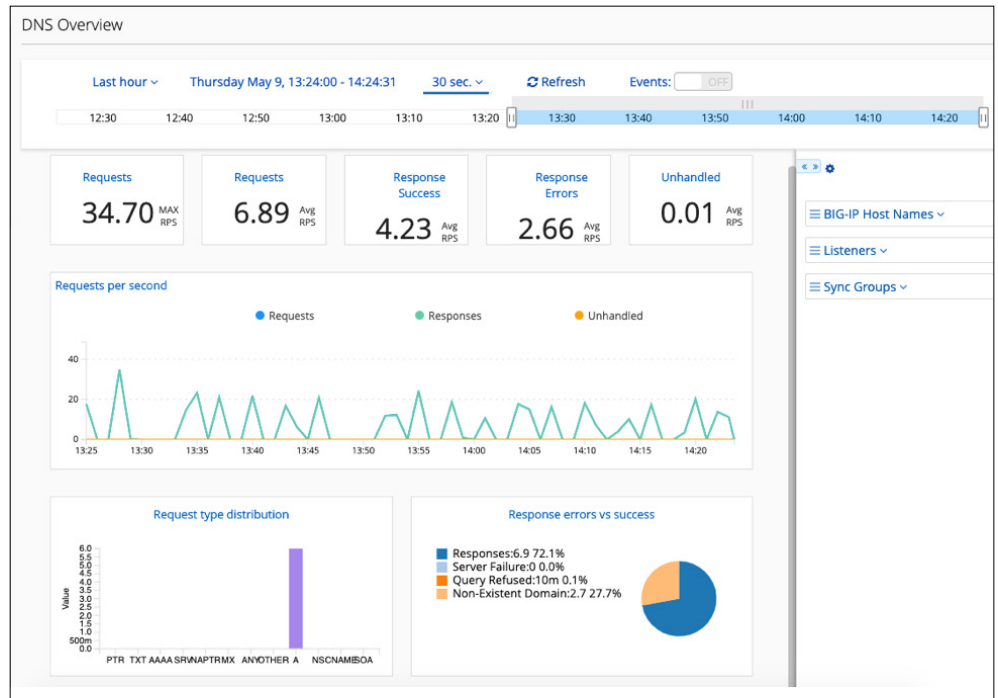 DNS Overview
Last hour Thursday May 9, 13:24:00 - 14:24:31 30 sec. Refresh Events: OFF
12:30 12:40 12:50 13:00 13:10 13:20 13:30 13:40 13:50 14:00 14:10 14:20
Requests
34.70 MAX RPS
Requests
6.89 Avg RPS
Response
Success
4.23 Avg RPS
Response
Errors
2.66 Avg RPS
Unhandled
0.01 Avg RPS
BIG-IP Host Names
Listeners
Sync Groups
Requests per second
Requests Responses Unhandled
40
20
0
13:25 13:30 13:35 13:40 13:45 13:50 13:55 14:00 14:05 14:10 14:15 14:20
Request type distribution
Value
6.0
5.5
5.0
4.5
4.0
3.5
3.0
2.5
2.0
1.5
1.0
500m
0.0
PTR TXT AAAA SRV NAPTR MX ANY OTHER A NS CNAME SOA
Response errors vs success
Responses:6.9 72.1%
Server Failure:0 0.0%
Query Refused:10m 0.1%
Non-Existent Domain:2.7 27.7%